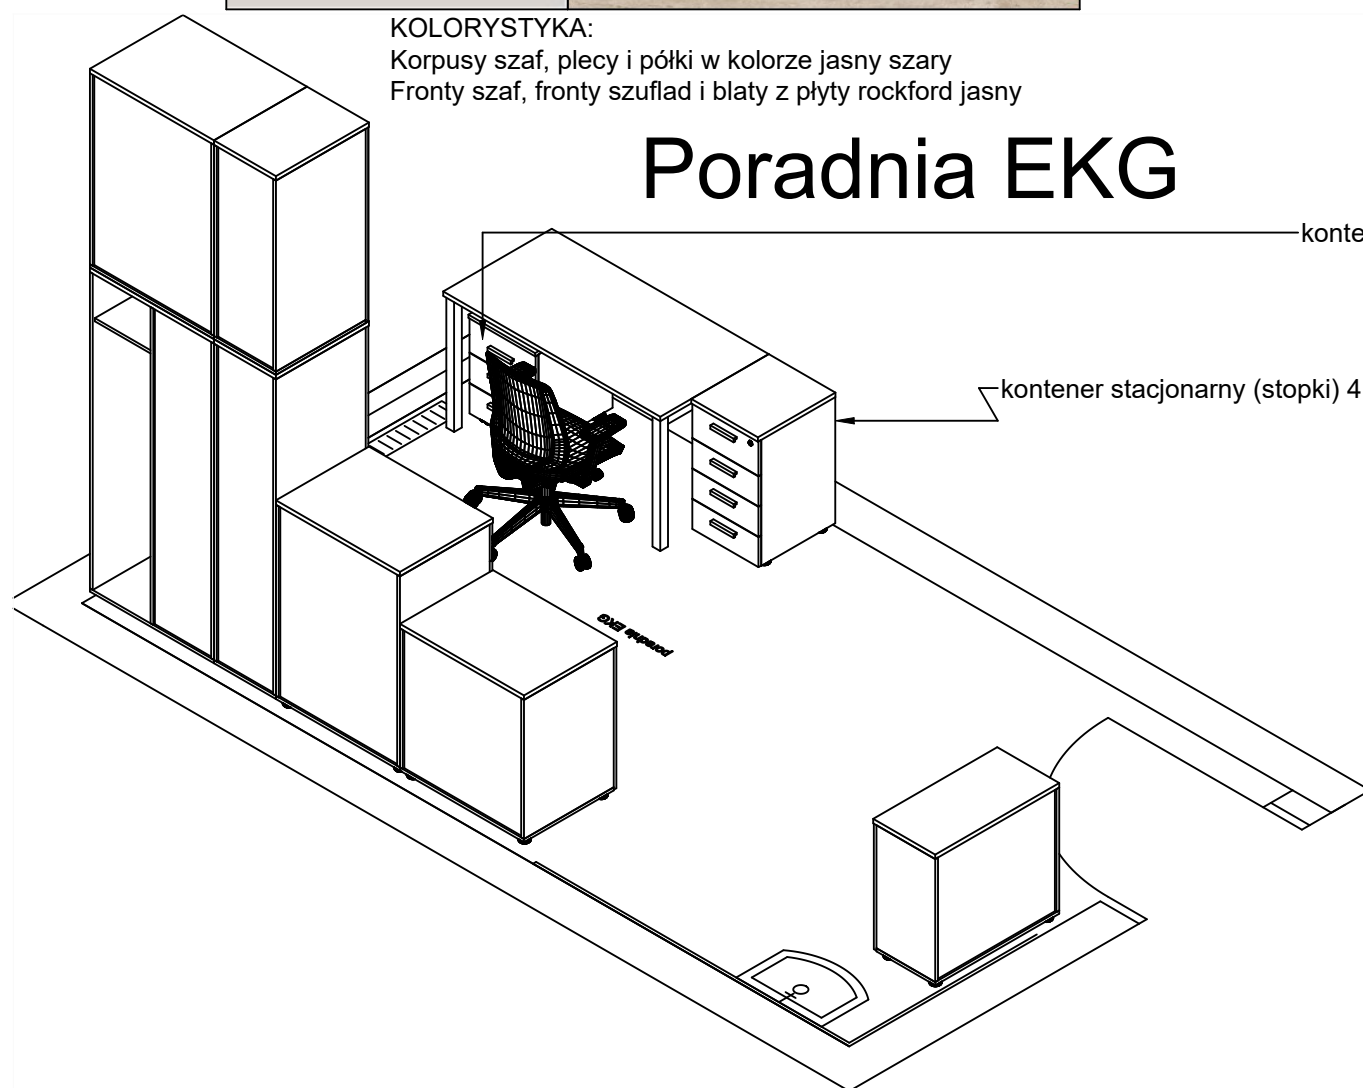 KOLORYSTYKA:
Korpusy szaf, plecy i półki w kolorze jasny szary
Fronty szaf, fronty szuflad i blaty z płyty rockford jasny
Poradnia EKG
konte
kontener stacjonarny (stopki) 4
poradnia EKG